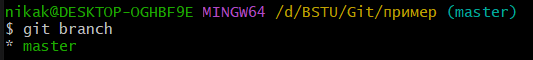 nikak@DESKTOP-OGHBF9E MINGW64 /d/BSTU/Git/пример (master)
$ git branch
* master